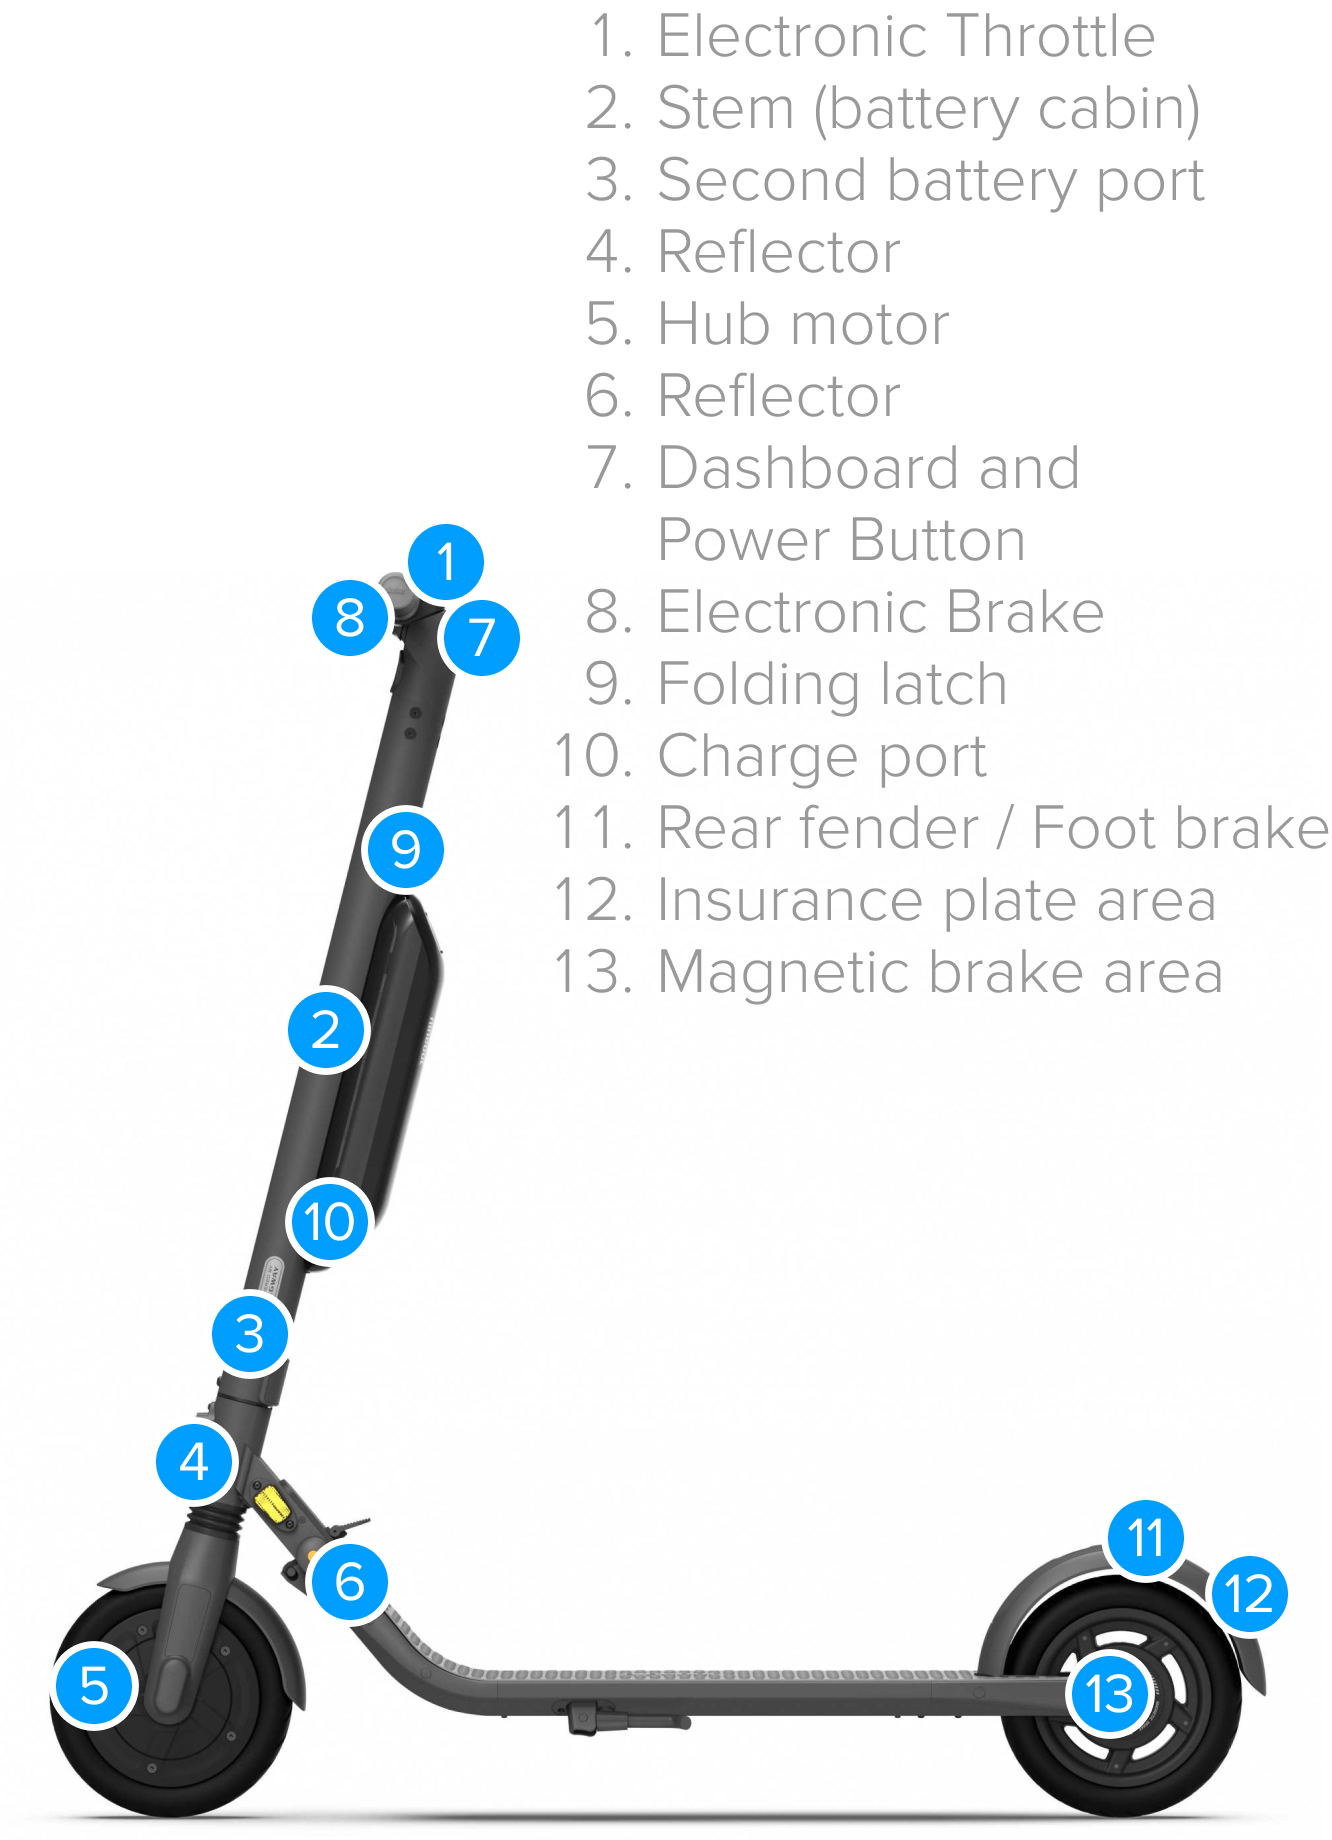 1. Electronic Throttle
2. Stem (battery cabin)
3. Second battery port
4. Reflector
5. Hub motor
6. Reflector
7. Dashboard and
Power Button
8. Electronic Brake
9. Folding latch
10. Charge port
11. Rear fender / Foot brake
12. Insurance plate area
13. Magnetic brake area
1
8
7
9
2
10
3
4
6
5
11
12
13